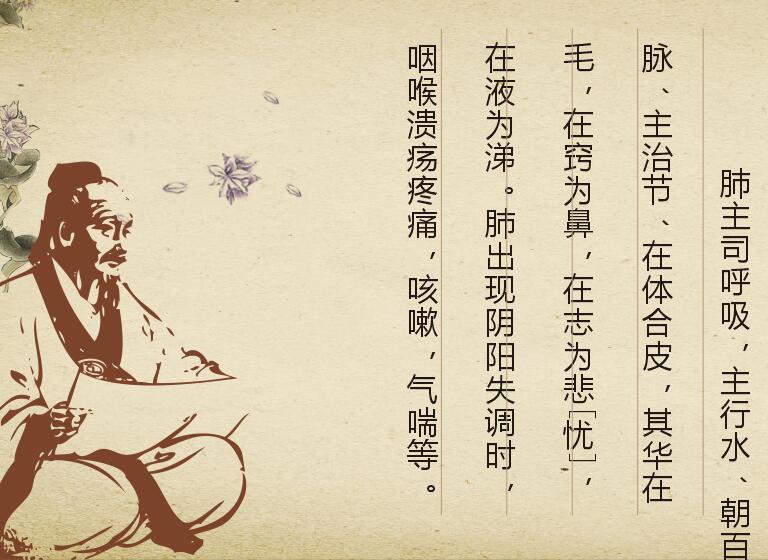 肺主司呼吸，主行水、朝百
脉、主治节、在体合皮，其华在
毛，在窍为鼻，在志为悲[忧]，
在液为涕。肺出现阴阳失调时，
咽喉溃疡疼痛，咳嗽，气喘等。